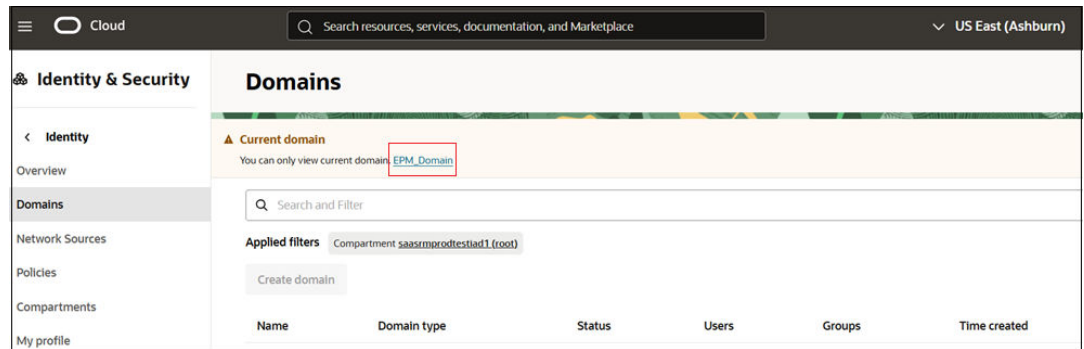 Cloud
Search resources, services, documentation, and Marketplace
US East (Ashburn)
Identity & Security
Identity
Overview
Domains
Network Sources
Policies
Compartments
My profile
Domains
Current domain
You can only view current domain. EPM_Domain
Search and Filter
Applied filters Compartment saasrmprodtestiad1 (root)
Create domain
Name Domain type Status Users Groups Time created